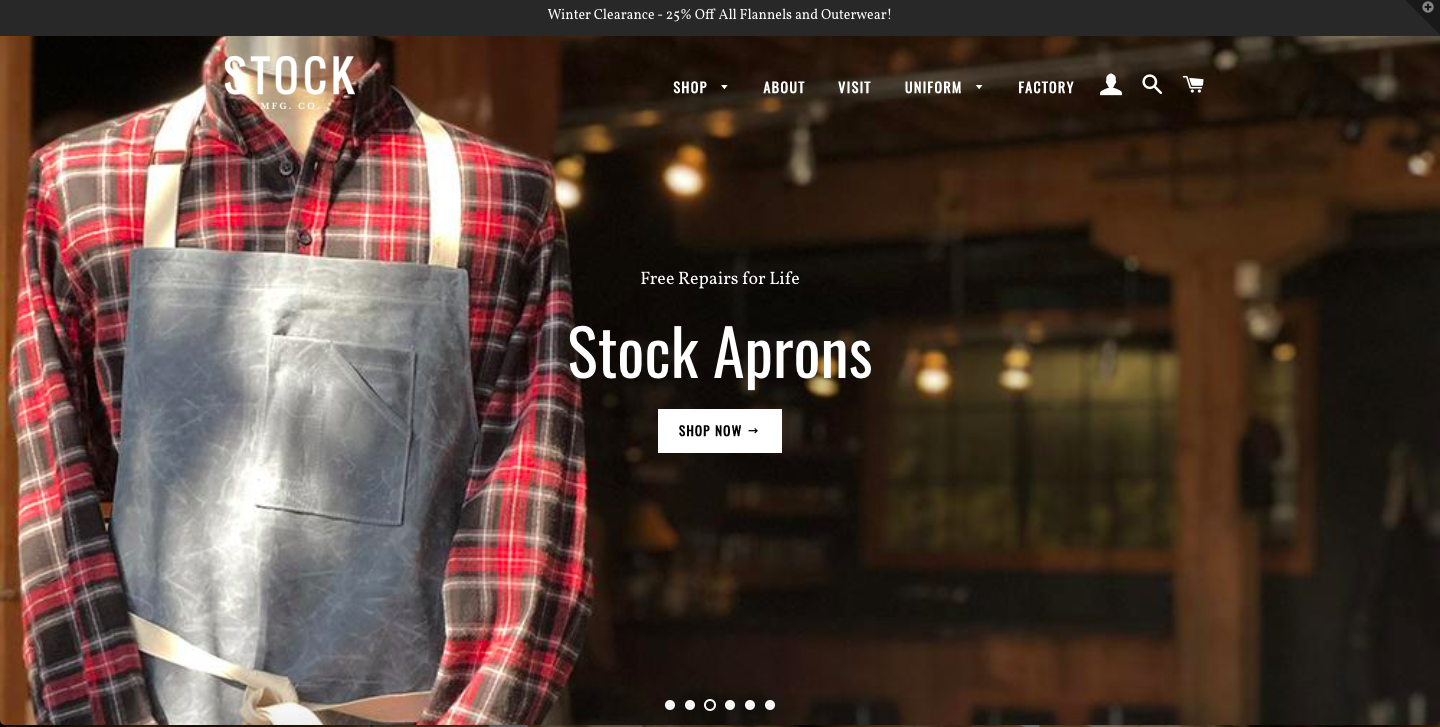 Winter Clearance - 25% Off All Flannels and Outerwear!
STOCK
MFG. CO.
SHOP ABOUT VISIT UNIFORM FACTORY
Free Repairs for Life
Stock Aprons
SHOP NOW →